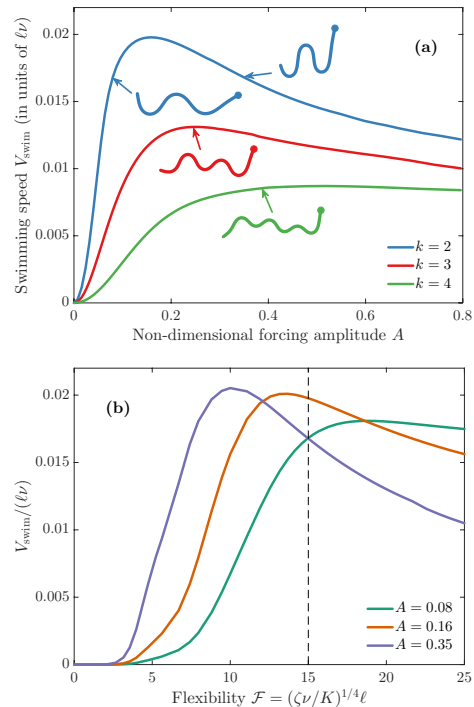 0.02
0.015
0.01
0.005
0
Swimming speed V_swim (in units of ℓν)
(a)
k = 2
k = 3
k = 4
0 0.2 0.4 0.6 0.8
Non-dimensional forcing amplitude A
(b)
0.02
0.015
0.01
0.005
0
V_swim/(ℓν)
A = 0.08
A = 0.16
A = 0.35
0 5 10 15 20 25
Flexibility ℱ = (ζν/K)^{1/4}ℓ